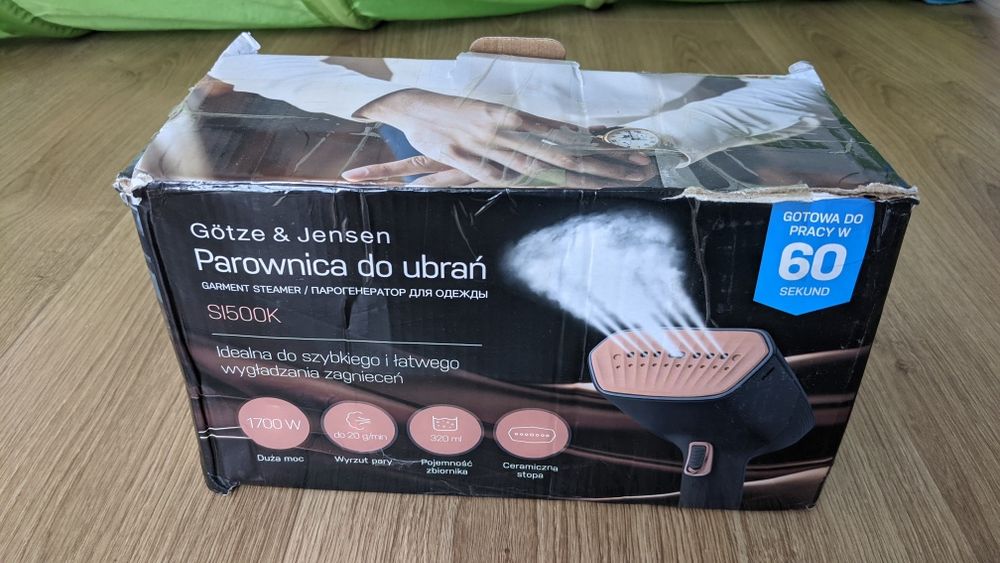 Götze & Jensen
Parownica do ubrań
GARMENT STEAMER / ПАРОГЕНЕРАТОР ДЛЯ ОДЕЖДЫ
SI500K
Idealna do szybkiego i łatwego
wygładzania zagnieceń
1700 W
Duża moc
do 20 g/min
Wyrzut pary
320 ml
Pojemność
zbiornika
Ceramiczna
stopa
GOTOWA DO
PRACY W
60
SEKUND